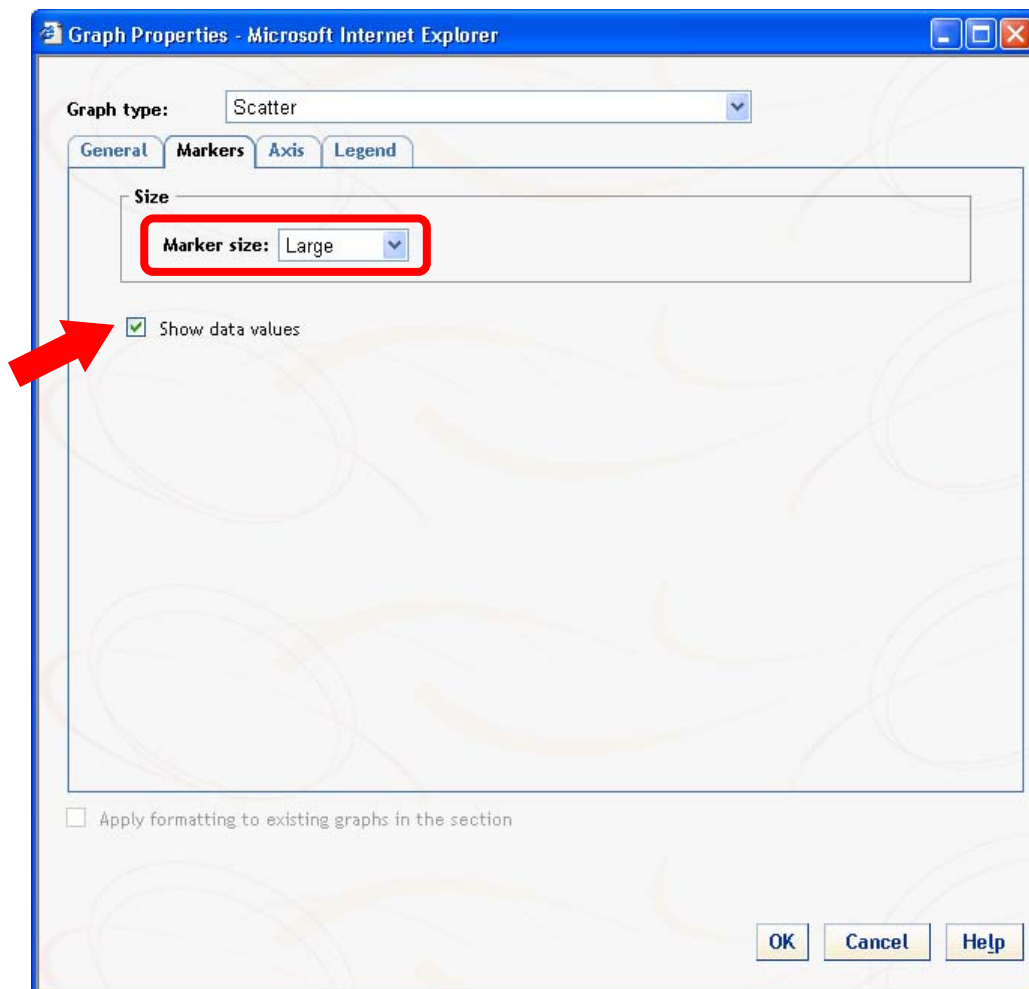 Graph Properties - Microsoft Internet Explorer
Graph type: Scatter
General Markers Axis Legend
Size
Marker size: Large
Show data values
Apply formatting to existing graphs in the section
OK Cancel Help